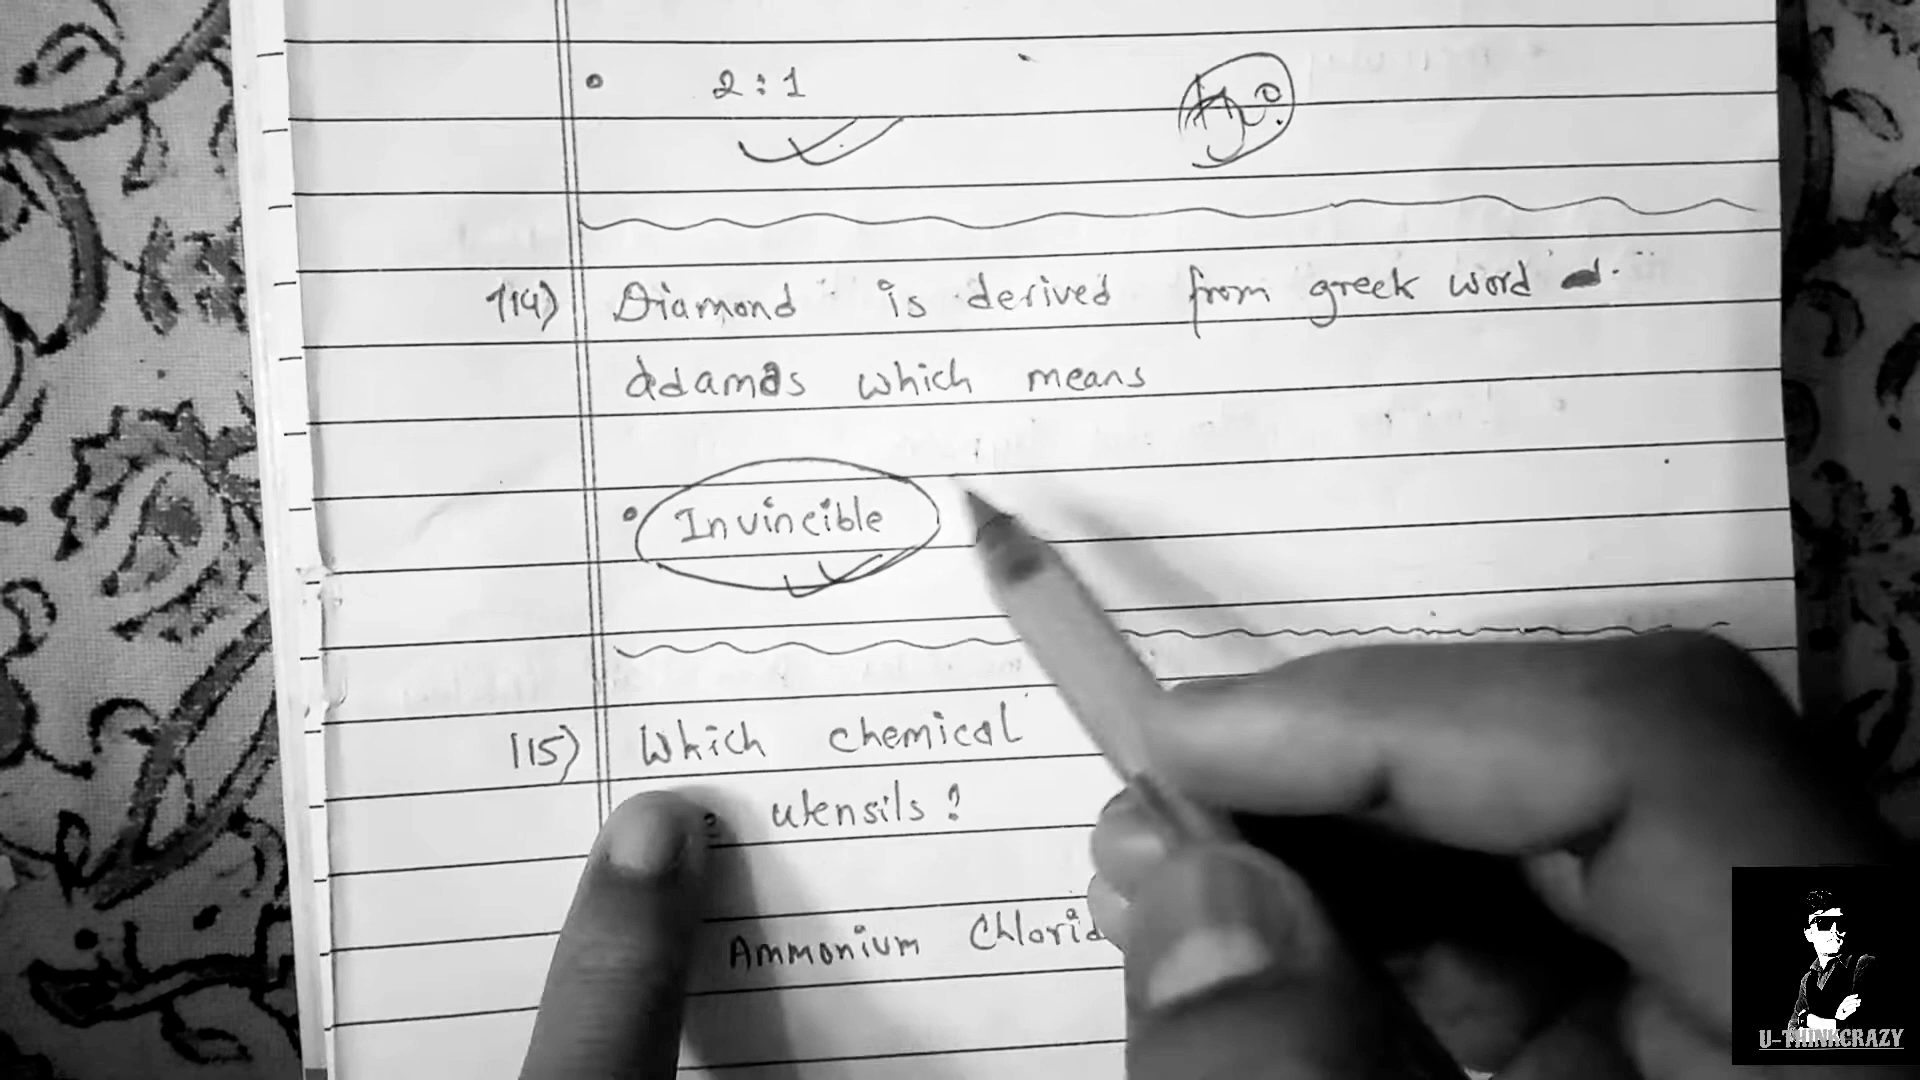 2:1
H₂O
114) Diamond is derived from greek word
adamas which means
Invincible
115) Which chemical
utensils?
Ammonium Chlorid
U-THINKCRAZY